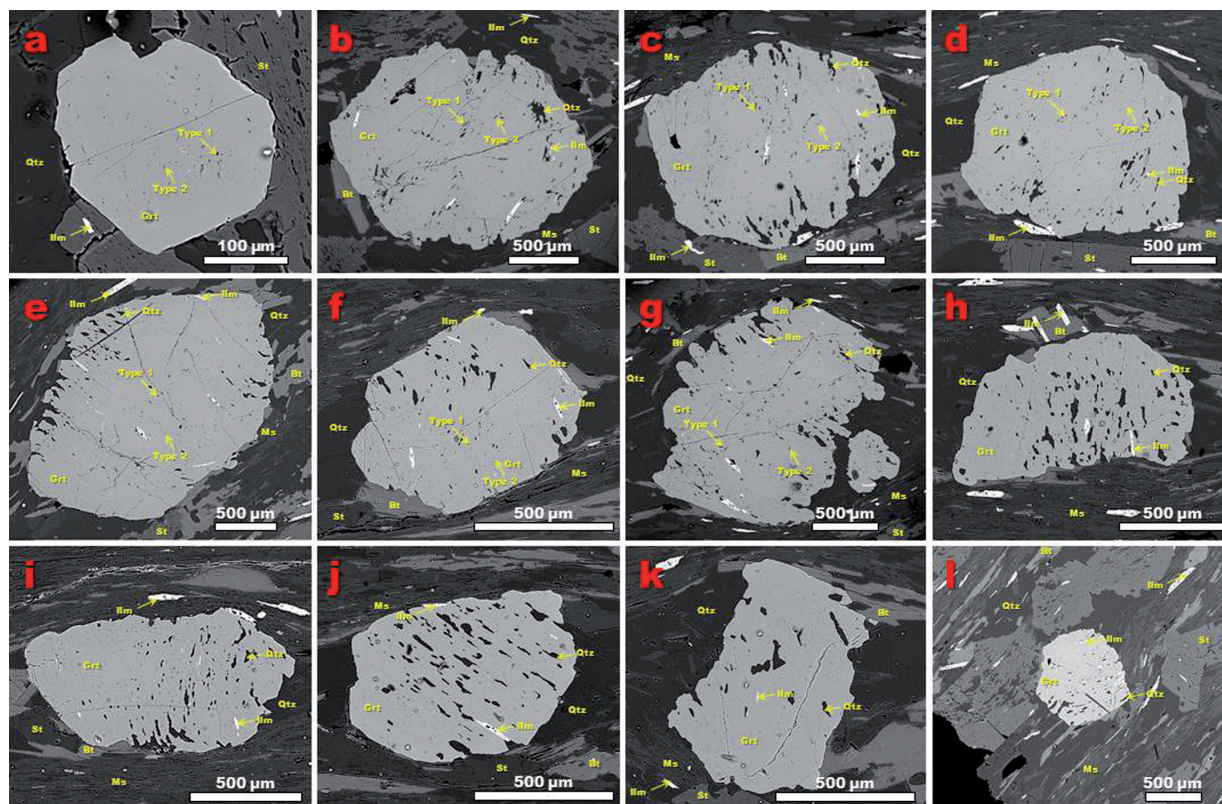 a
St
Type 1
Qtz
Type 2
Grt
Ilm
100 µm
b
Ilm
Qtz
Type 1
Qtz
Grt
Type 2
Ilm
Bt
Ms
St
500 µm
c
Ms
Qtz
Type 1
Ilm
Type 2
Qtz
Grt
Ilm
St
Bt
500 µm
d
Ms
Type 1
Qtz
Type 2
Grt
Ilm
Qtz
Ilm
Bt
St
500 µm
e
Ilm
Ilm
Qtz
Qtz
Bt
Type 1
Ms
Type 2
Grt
St
500 µm
f
Ilm
Qtz
Ilm
Type 1
Qtz
Grt
Type 2
Ms
Bt
St
500 µm
g
Ilm
Bt
Ilm
Qtz
Qtz
Grt
Type 1
Type 2
Ms
St
500 µm
h
Ilm
Bt
Qtz
Qtz
Grt
Ilm
Ms
500 µm
i
Ilm
Grt
Qtz
Qtz
Ilm
St
Bt
Ms
500 µm
j
Ms
Ilm
Qtz
Grt
Qtz
Ilm
St
Bt
500 µm
k
Qtz
Bt
Ilm
Qtz
Grt
Ms
Ilm
St
500 µm
l
Bt
Ilm
Qtz
Ilm
St
Grt
Qtz
Ms
500 µm